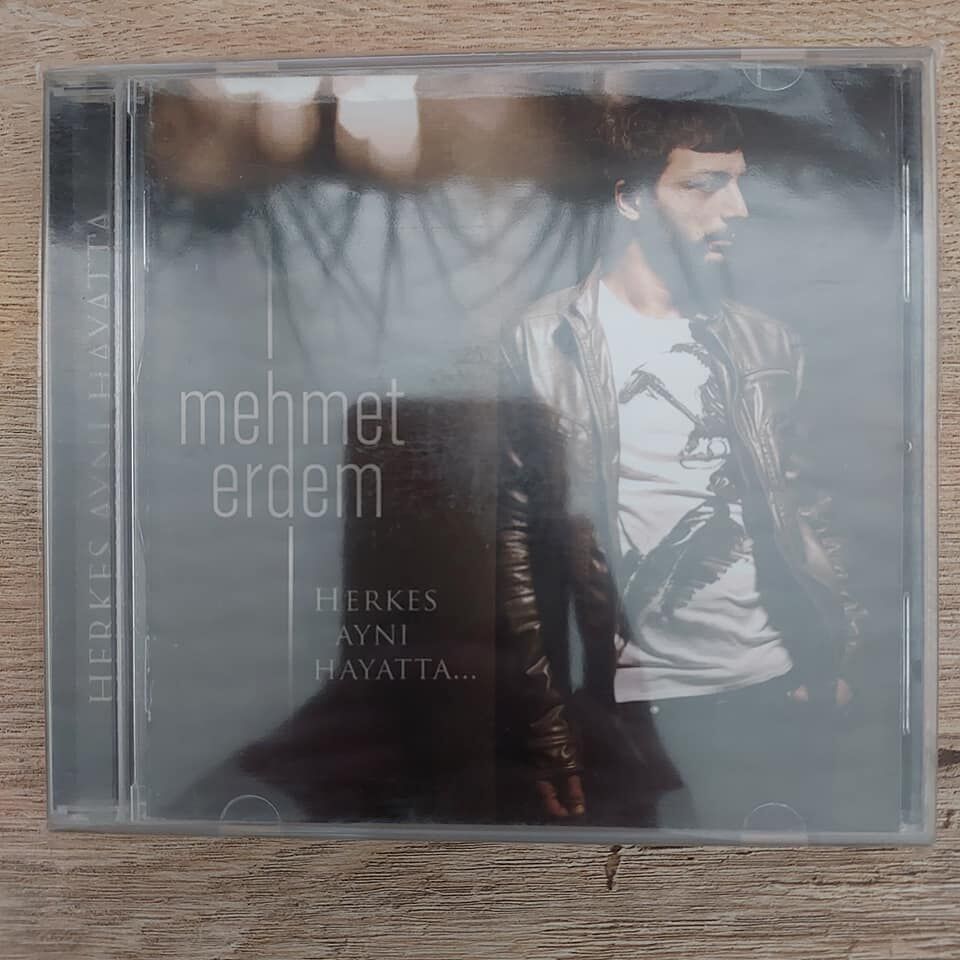 HERKES AYNI HAYATTA
mehmet
erdem
HERKES
AYNI
HAYATTA...